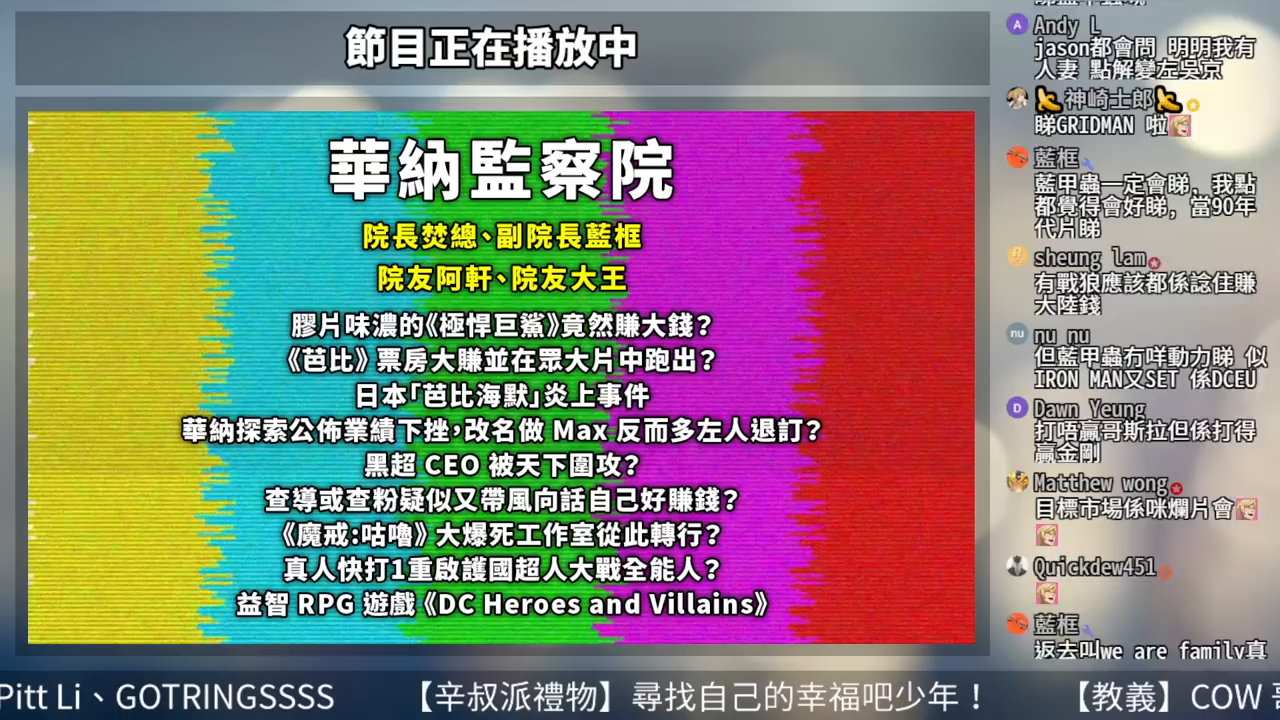 節目正在播放中
華納監察院
院長焚總、副院長藍框
院友阿軒、院友大王
膠片味濃的《極悍巨鯊》竟然賺大錢？
《芭比》票房大賺並在眾大片中跑出？
日本「芭比海默」炎上事件
華納探索公佈業績下挫，改名做 Max 反而多左人退訂？
黑超 CEO 被天下圍攻？
查導或查粉疑似又帶風向話自己好賺錢？
《魔戒:咕嚕》大爆死工作室從此轉行？
真人快打1重啟護國超人大戰全能人？
益智 RPG 遊戲《DC Heroes and Villains》
Andy L
jason都會問 明明我有
人妻 點解變左吳京
神崎士郎
睇GRIDMAN 啦
藍框
藍甲蟲一定會睇, 我點
都覺得會好睇, 當90年
代片睇
sheung lam
有戰狼應該都係諗住賺
大陸錢
nu nu
但藍甲蟲冇咩動力睇 似
IRON MAN又SET 係DCEU
Dawn Yeung
打唔贏哥斯拉但係打得
贏金剛
Matthew wong
目標市場係咪爛片會
Quickdew451
藍框
返去叫we are family真
Pitt Li、GOTRINGSSSS 【辛叔派禮物】尋找自己的幸福吧少年！ 【教義】COW